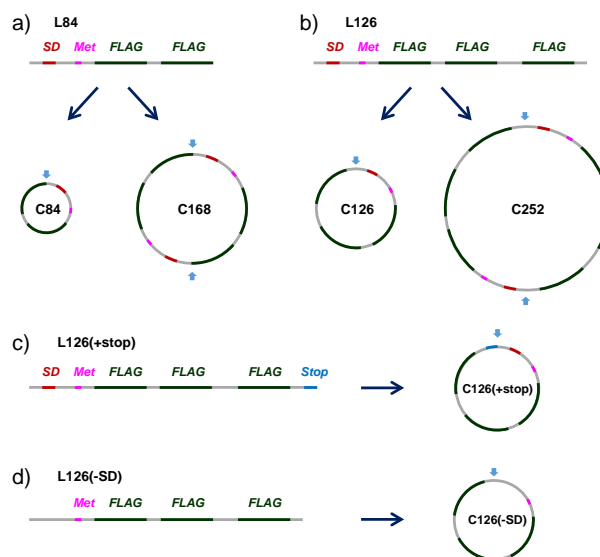 a) L84
SD Met FLAG FLAG
C84
C168
b) L126
SD Met FLAG FLAG FLAG
C126
C252
c) L126(+stop)
SD Met FLAG FLAG FLAG Stop
C126(+stop)
d) L126(-SD)
Met FLAG FLAG FLAG
C126(-SD)